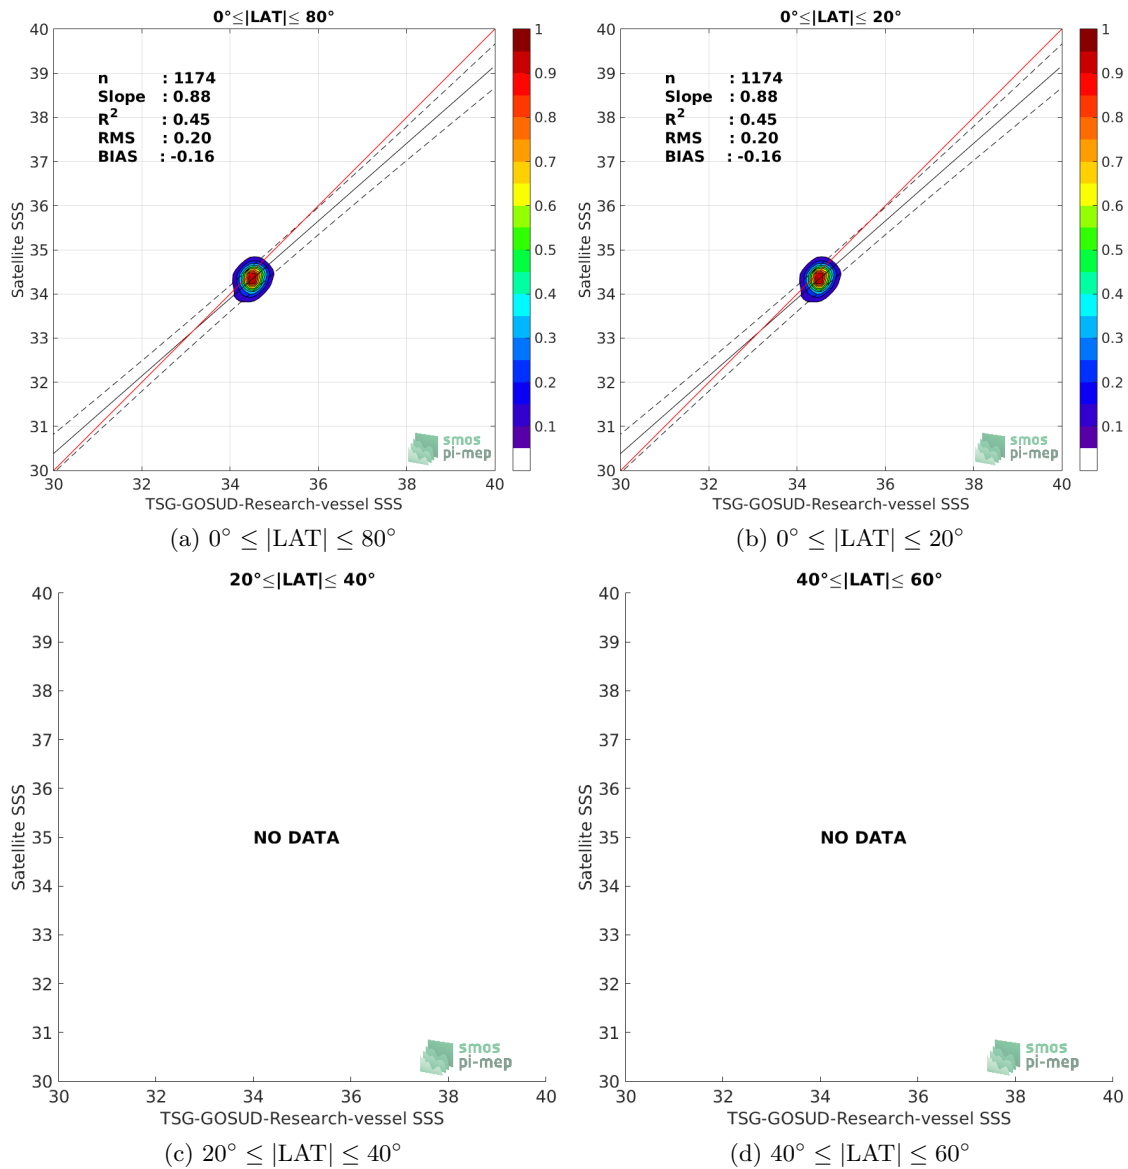 0°≤|LAT|≤ 80°
40
39
38
37
36
35
34
33
32
31
30
Satellite SSS
n : 1174
Slope : 0.88
R2 : 0.45
RMS : 0.20
BIAS : -0.16
smos
pi-mep
30 32 34 36 38 40
TSG-GOSUD-Research-vessel SSS
1
0.9
0.8
0.7
0.6
0.5
0.4
0.3
0.2
0.1
(a) 0° ≤ |LAT| ≤ 80°
0°≤|LAT|≤ 20°
40
39
38
37
36
35
34
33
32
31
30
Satellite SSS
n : 1174
Slope : 0.88
R2 : 0.45
RMS : 0.20
BIAS : -0.16
smos
pi-mep
30 32 34 36 38 40
TSG-GOSUD-Research-vessel SSS
1
0.9
0.8
0.7
0.6
0.5
0.4
0.3
0.2
0.1
(b) 0° ≤ |LAT| ≤ 20°
20°≤|LAT|≤ 40°
40
39
38
37
36
35
34
33
32
31
30
Satellite SSS
NO DATA
smos
pi-mep
30 32 34 36 38 40
TSG-GOSUD-Research-vessel SSS
(c) 20° ≤ |LAT| ≤ 40°
40°≤|LAT|≤ 60°
40
39
38
37
36
35
34
33
32
31
30
Satellite SSS
NO DATA
smos
pi-mep
30 32 34 36 38 40
TSG-GOSUD-Research-vessel SSS
(d) 40° ≤ |LAT| ≤ 60°